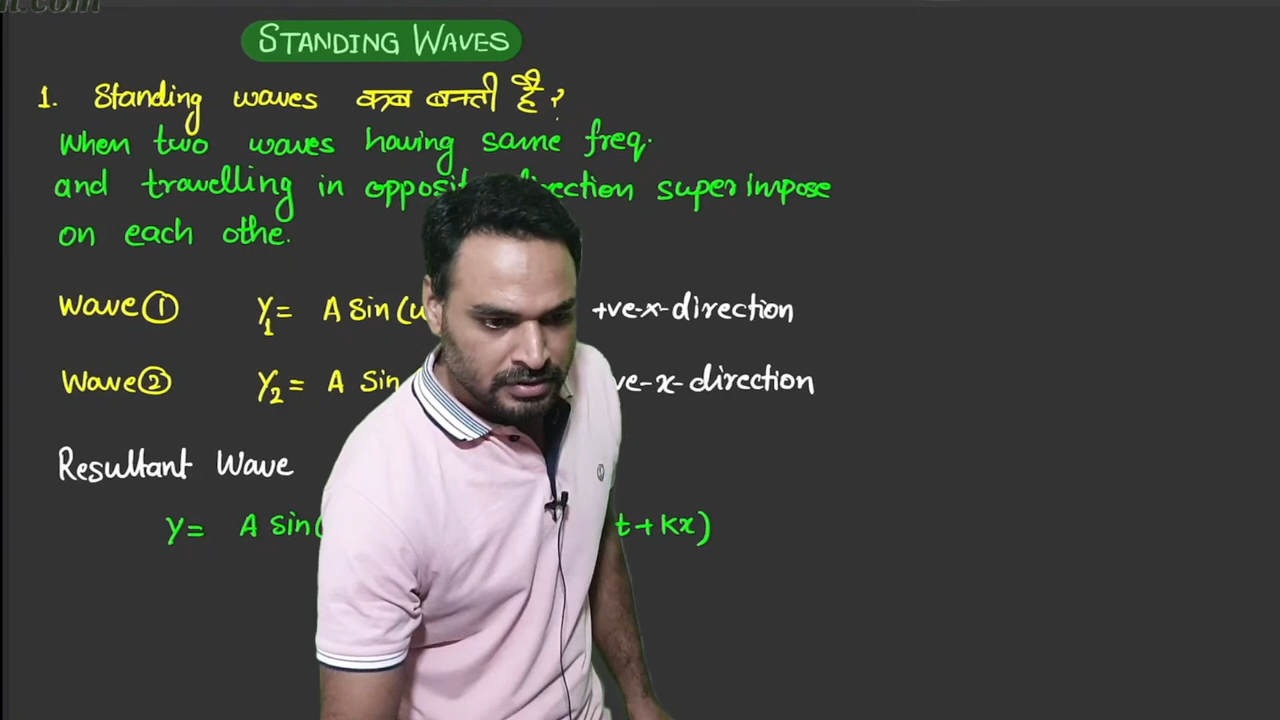 STANDING WAVES
1. Standing waves कब बनती है ?
When two waves having same freq.
and travelling in direction superimpose
on each othe.
Wave ① Y₁ = A Sin( +ve-x-direction
Wave ② Y₂ = A Sin ve-x-direction
Resultant Wave
Y = A Sin( t + Kx)